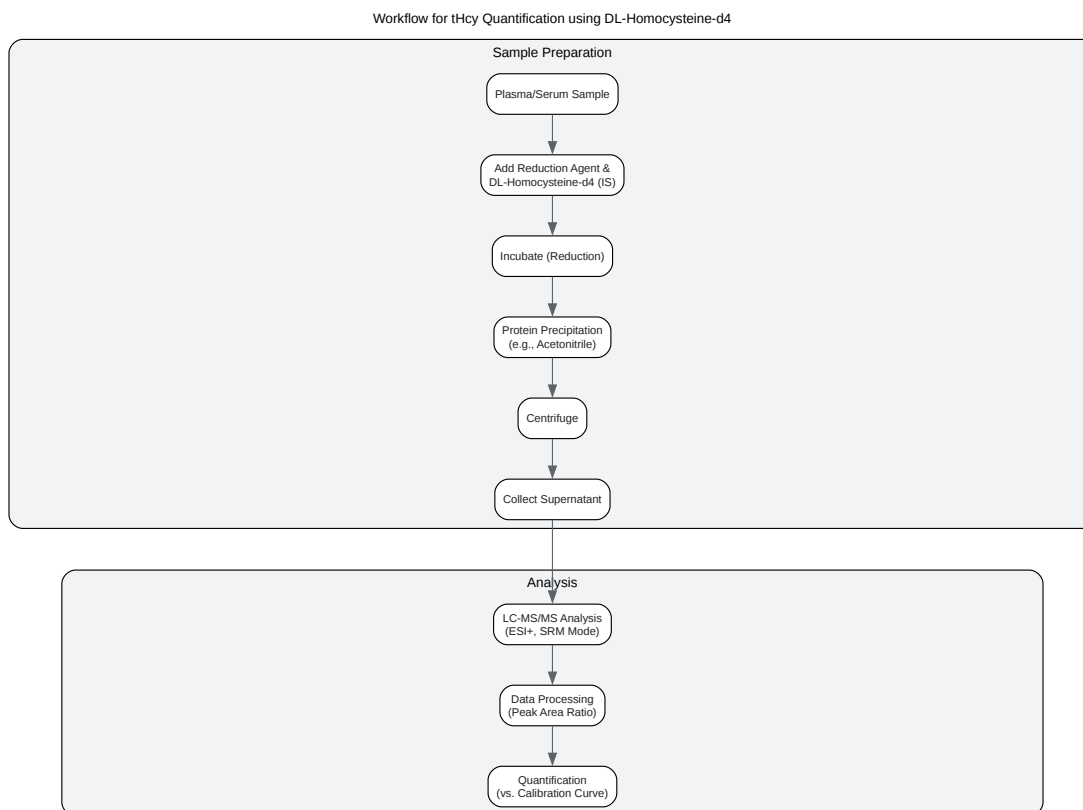 Workflow for tHcy Quantification using DL-Homocysteine-d4
Sample Preparation
Plasma/Serum Sample
Add Reduction Agent &
DL-Homocysteine-d4 (IS)
Incubate (Reduction)
Protein Precipitation
(e.g., Acetonitrile)
Centrifuge
Collect Supernatant
Analysis
LC-MS/MS Analysis
(ESI+, SRM Mode)
Data Processing
(Peak Area Ratio)
Quantification
(vs. Calibration Curve)